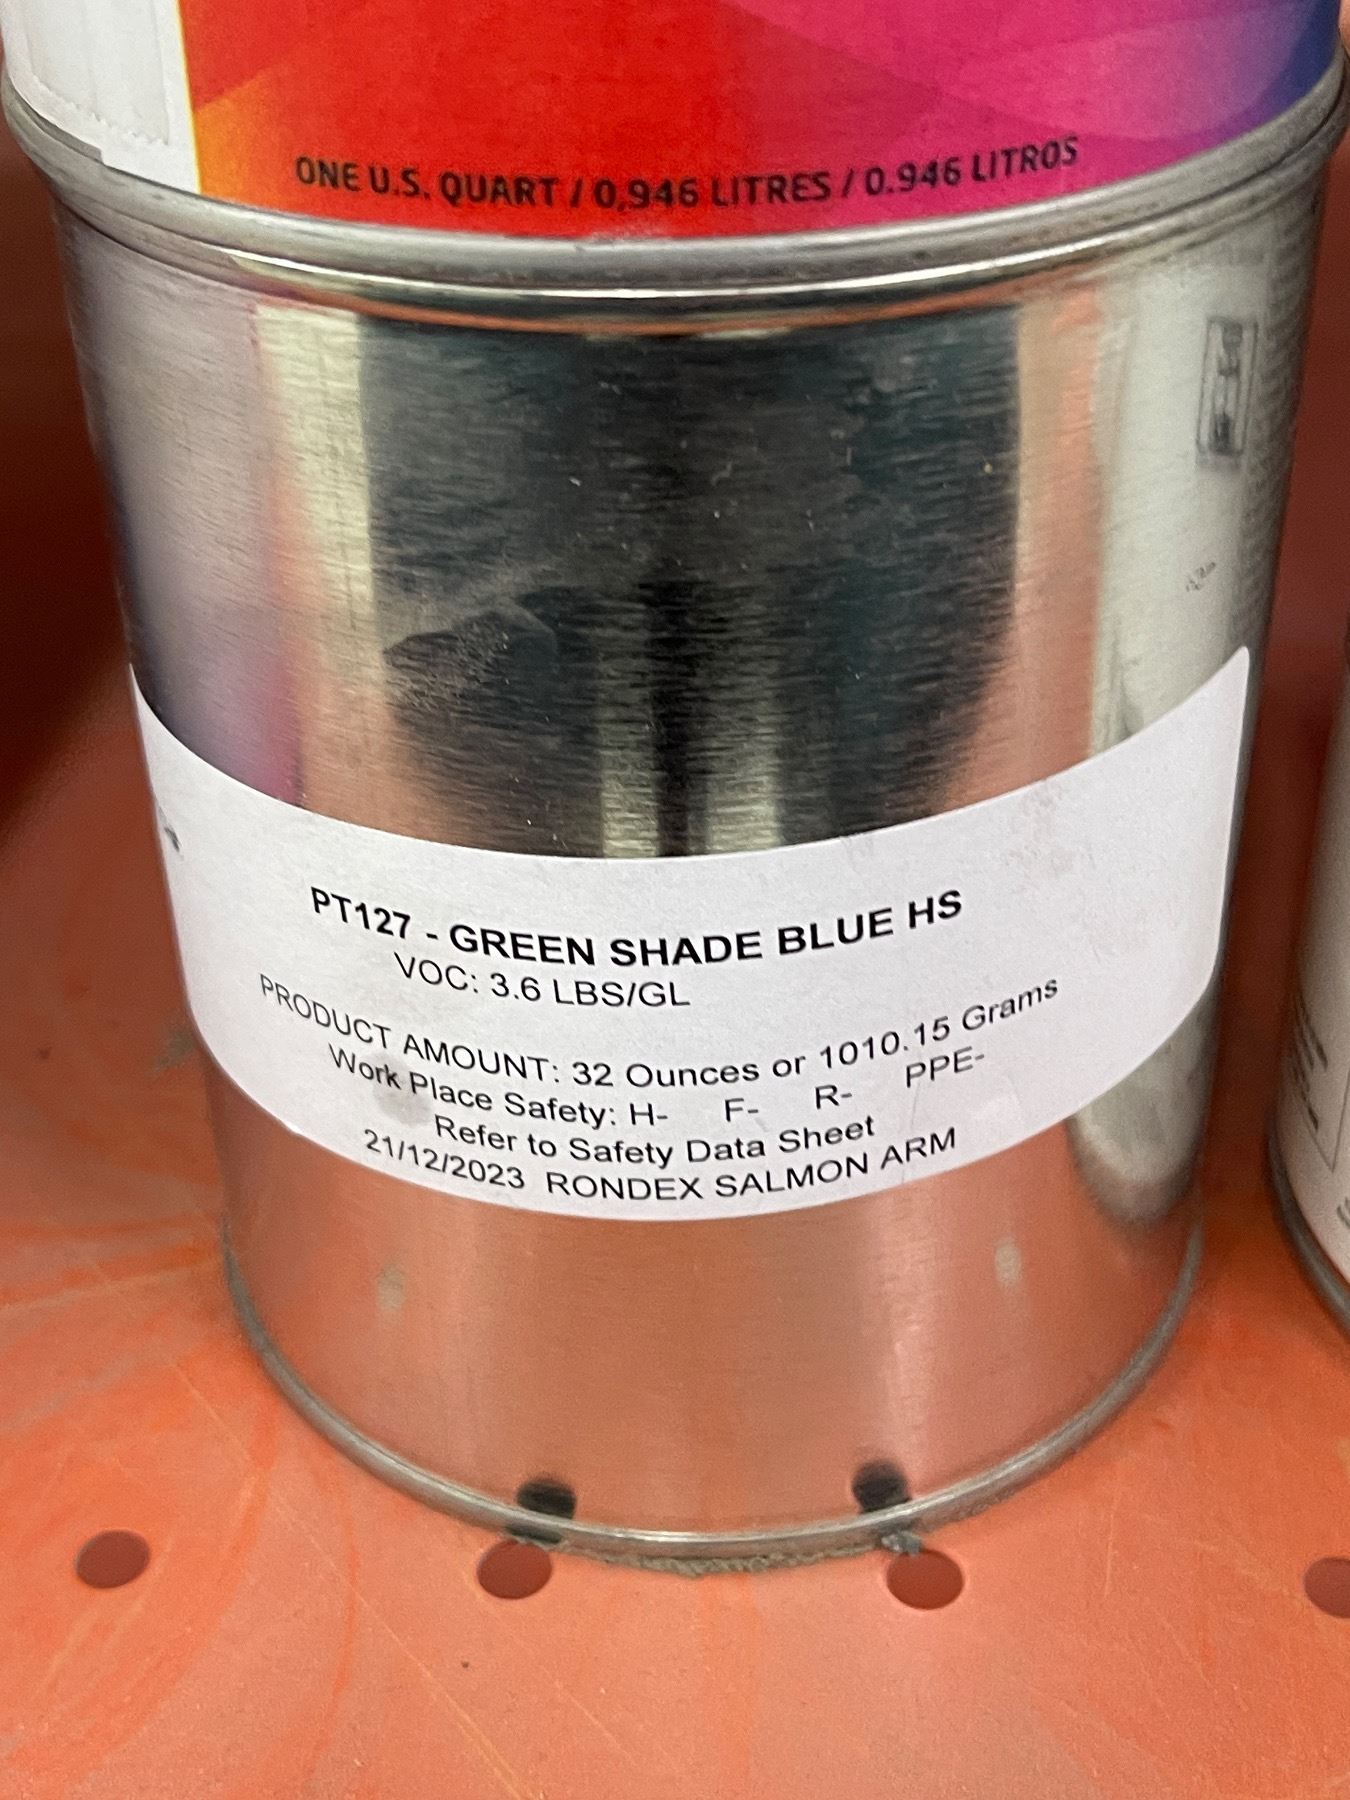 ONE U.S. QUART / 0,946 LITRES / 0.946 LITROS
PT127 - GREEN SHADE BLUE HS
VOC: 3.6 LBS/GL
PRODUCT AMOUNT: 32 Ounces or 1010.15 Grams
Work Place Safety: H- F- R- PPE-
Refer to Safety Data Sheet
21/12/2023 RONDEX SALMON ARM